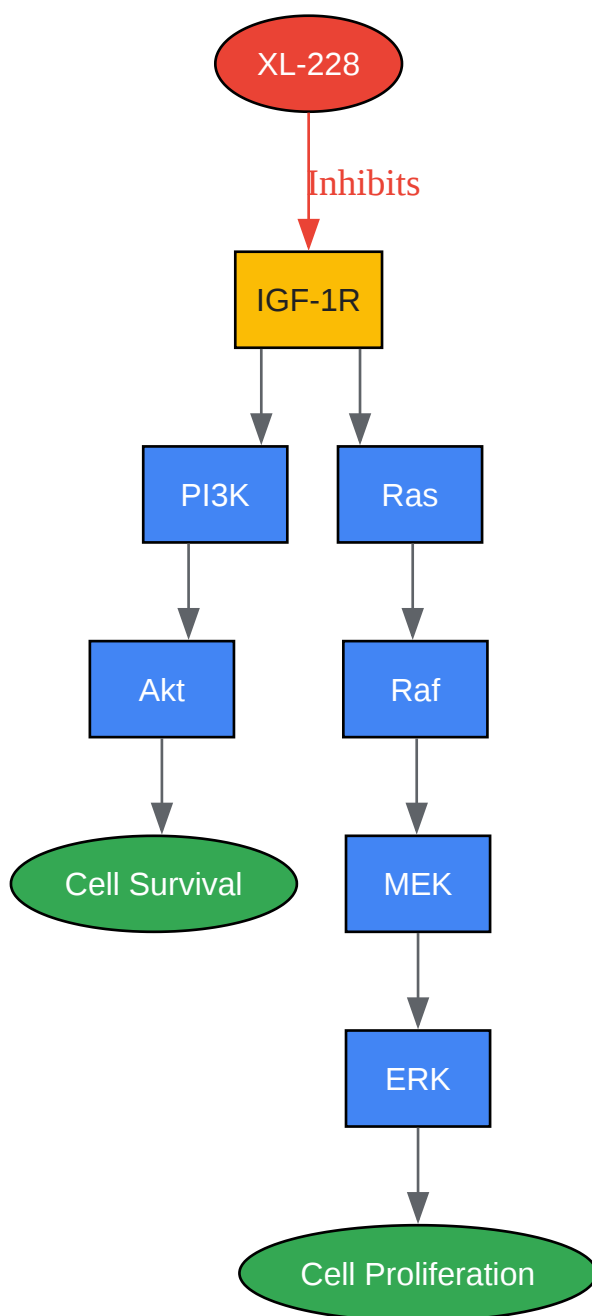 XL-228
Inhibits
IGF-1R
PI3K
Ras
Akt
Raf
Cell Survival
MEK
ERK
Cell Proliferation